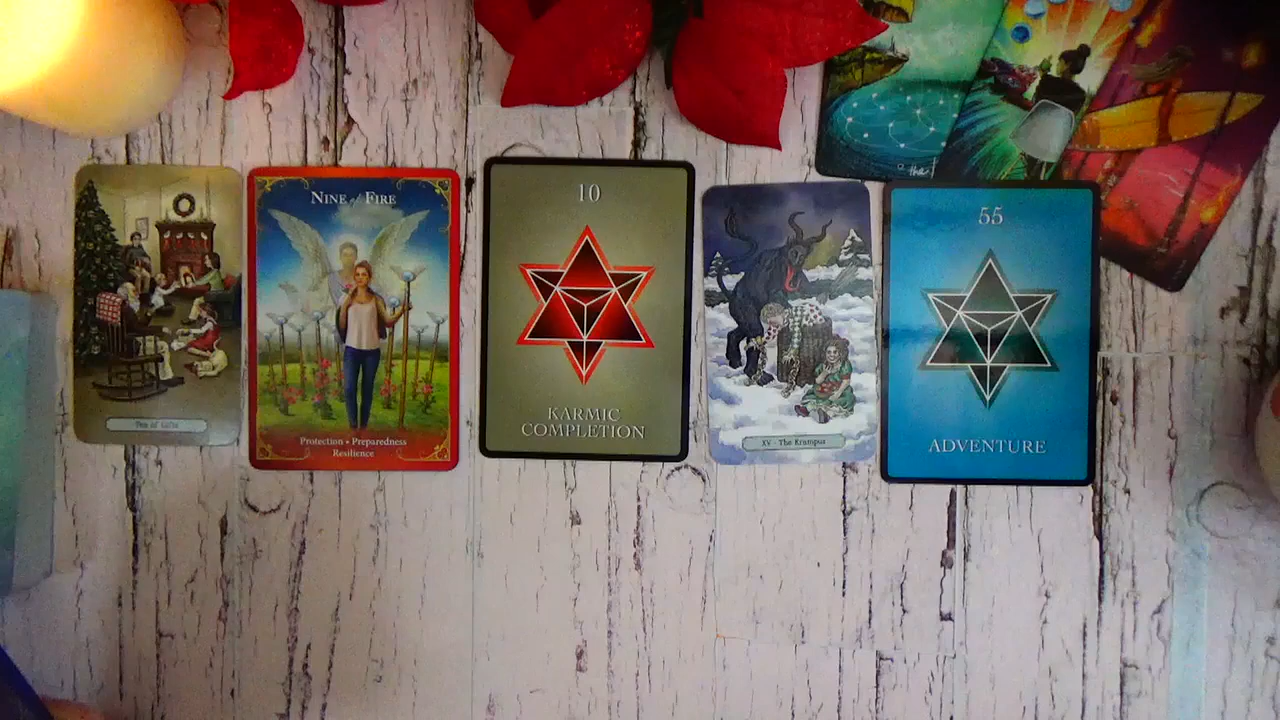 Ten of Gifts
NINE of FIRE
Protection • Preparedness
Resilience
10
KARMIC
COMPLETION
XV - The Krampus
55
ADVENTURE